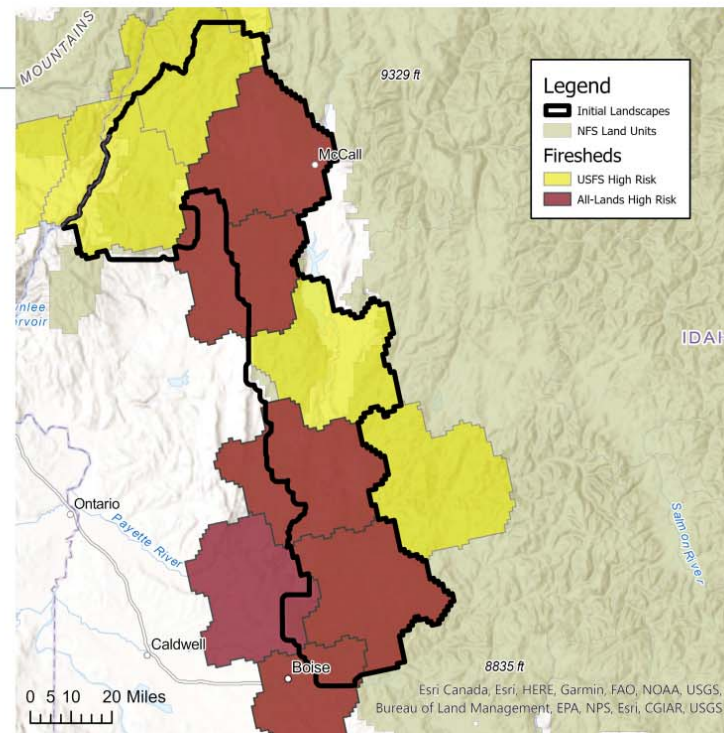 MOUNTAINS
9329 ft
McCall
Legend
Initial Landscapes
NFS Land Units
Firesheds
USFS High Risk
All-Lands High Risk
nlee
ervoir
IDAH
Ontario
Payette River
Salmon River
Caldwell
Boise
8835 ft
0 5 10 20 Miles
Esri Canada, Esri, HERE, Garmin, FAO, NOAA, USGS,
Bureau of Land Management, EPA, NPS, Esri, CGIAR, USGS